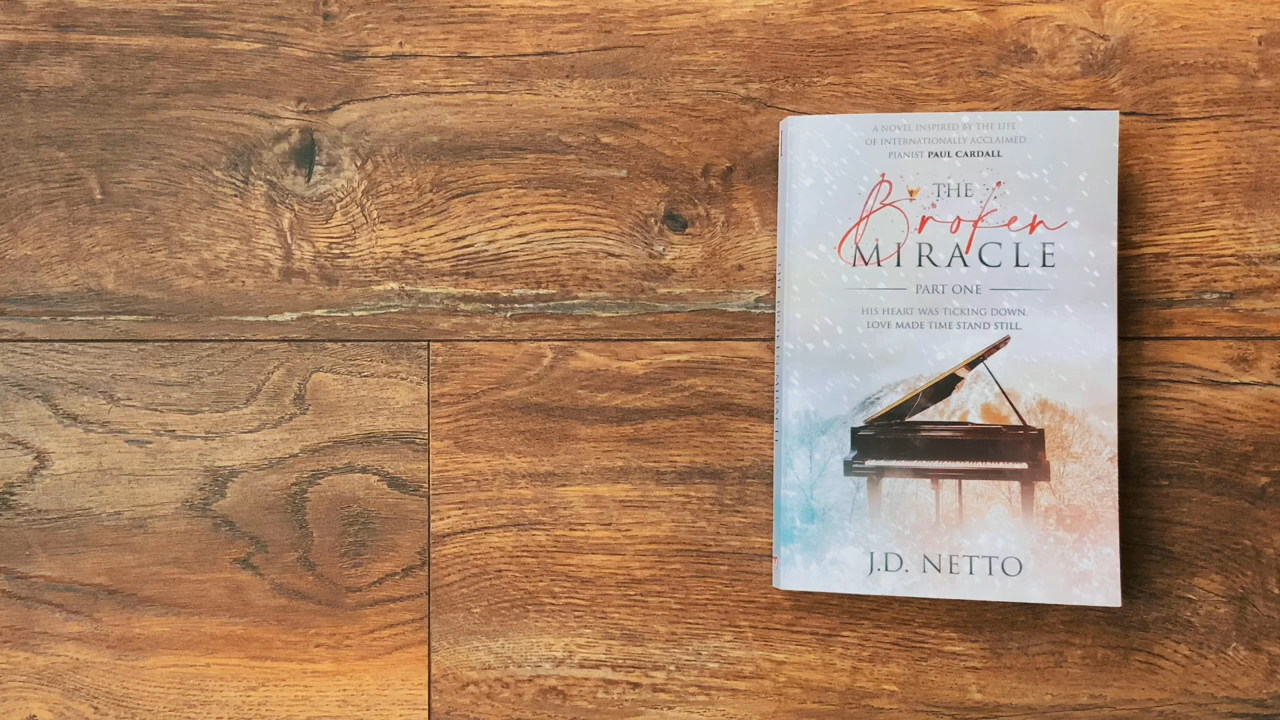 A NOVEL INSPIRED BY THE LIFE
OF INTERNATIONALLY ACCLAIMED
PIANIST PAUL CARDALL
THE
Broken
MIRACLE
PART ONE
HIS HEART WAS TICKING DOWN.
LOVE MADE TIME STAND STILL.
J.D. NETTO